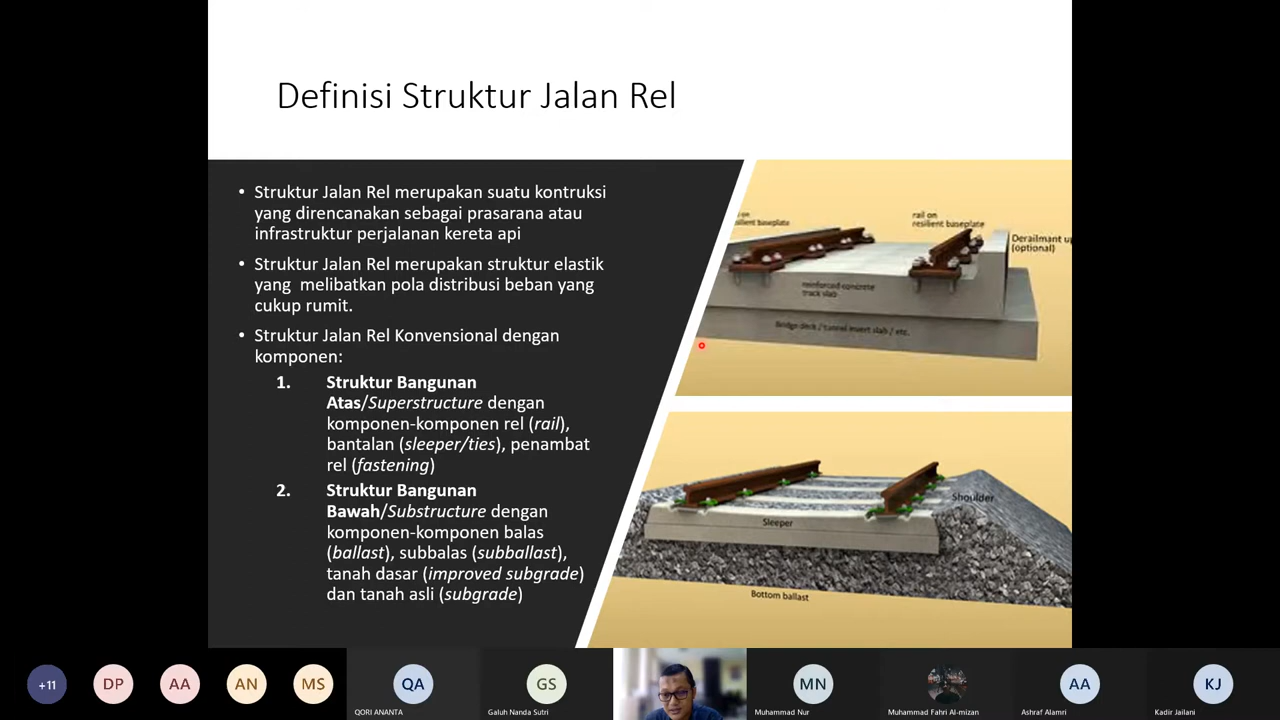 Definisi Struktur Jalan Rel
• Struktur Jalan Rel merupakan suatu kontruksi
yang direncanakan sebagai prasarana atau
infrastruktur perjalanan kereta api
• Struktur Jalan Rel merupakan struktur elastik
yang melibatkan pola distribusi beban yang
cukup rumit.
• Struktur Jalan Rel Konvensional dengan
komponen:
1. Struktur Bangunan
Atas/Superstructure dengan
komponen-komponen rel (rail),
bantalan (sleeper/ties), penambat
rel (fastening)
2. Struktur Bangunan
Bawah/Substructure dengan
komponen-komponen balas
(ballast), subbalas (subballast),
tanah dasar (improved subgrade)
dan tanah asli (subgrade)
on
resilient baseplate
rail on
resilient baseplate
Derailmant up
(optional)
reinforced concrete
track slab
Bridge deck / tunnel invert slab / etc.
Shoulder
Sleeper
Bottom ballast
+11
DP
AA
AN
MS
QA
QORI ANANTA
GS
Galuh Nanda Sutri
MN
Muhammad Nur
Muhammad Fahri Al-mizan
AA
Ashraf Alamri
KJ
Kadir Jailani